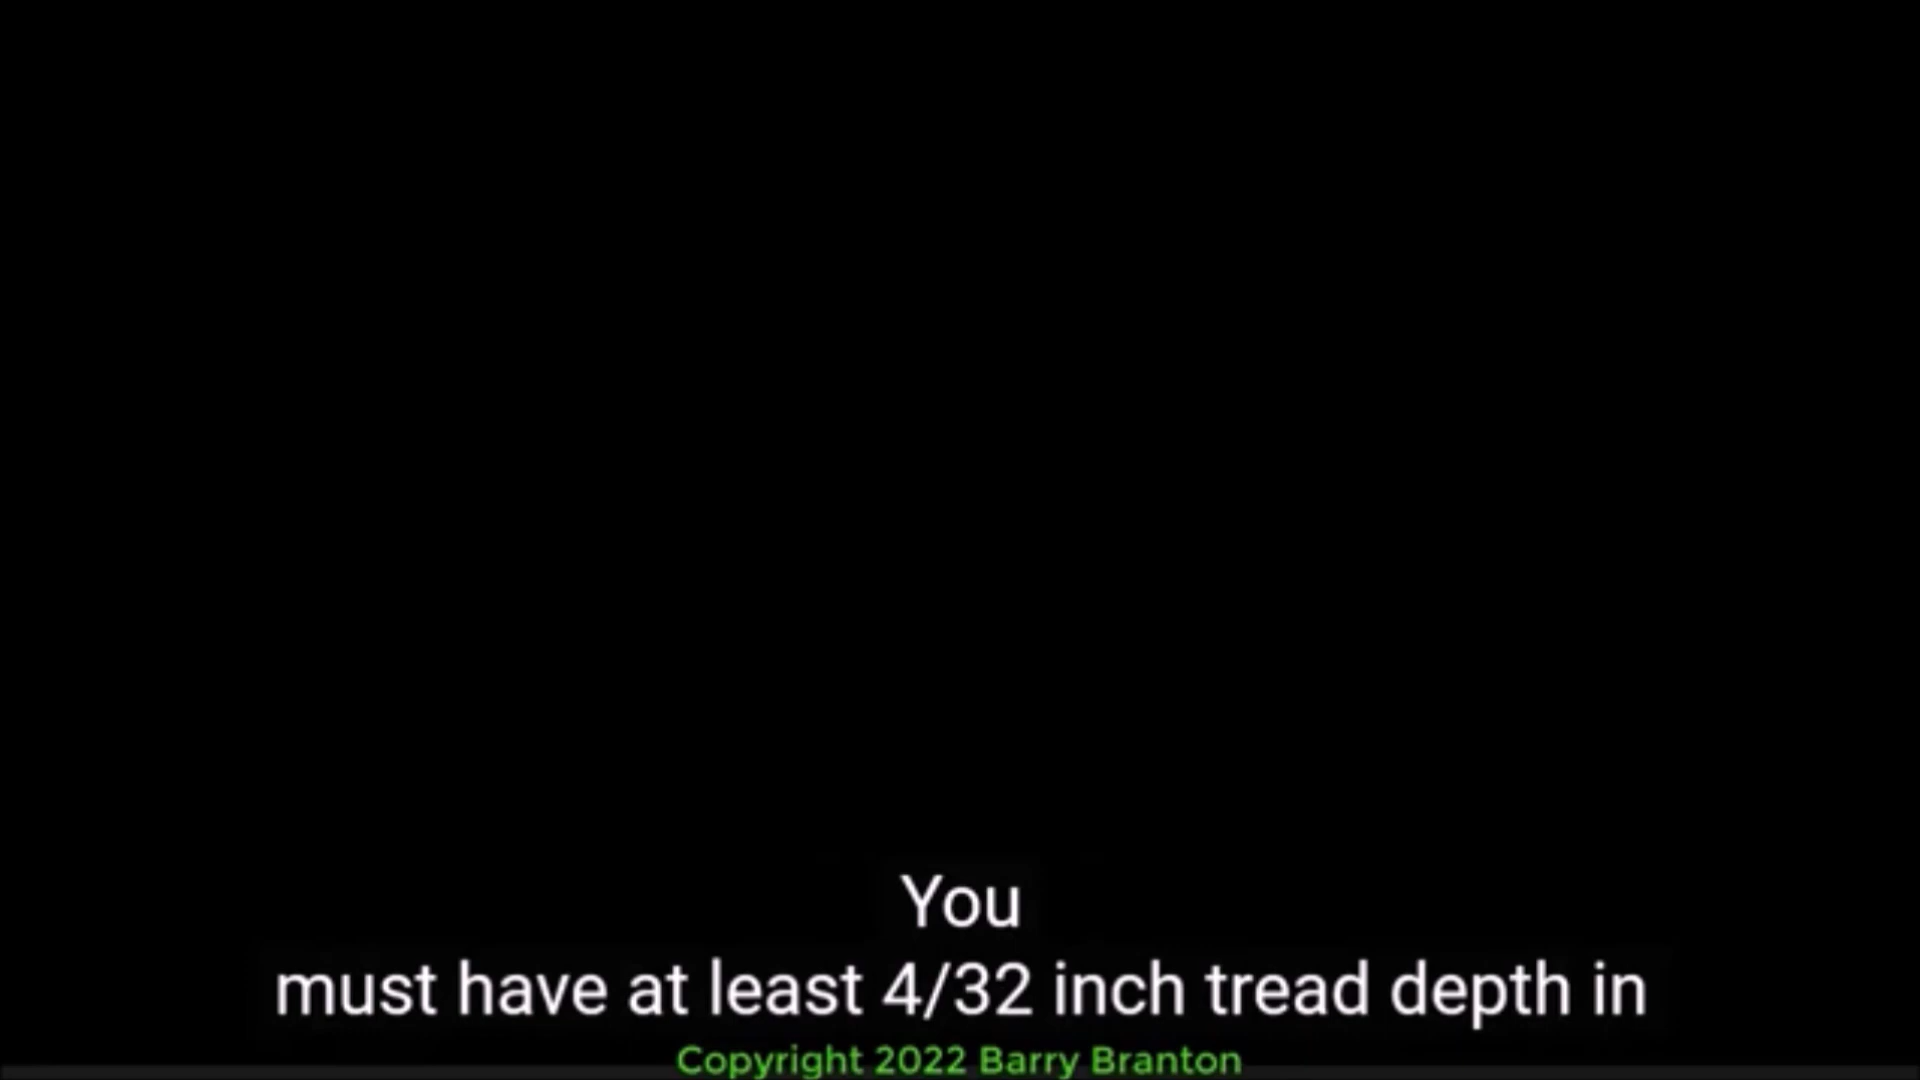 You
must have at least 4/32 inch tread depth in
Copyright 2022 Barry Branton